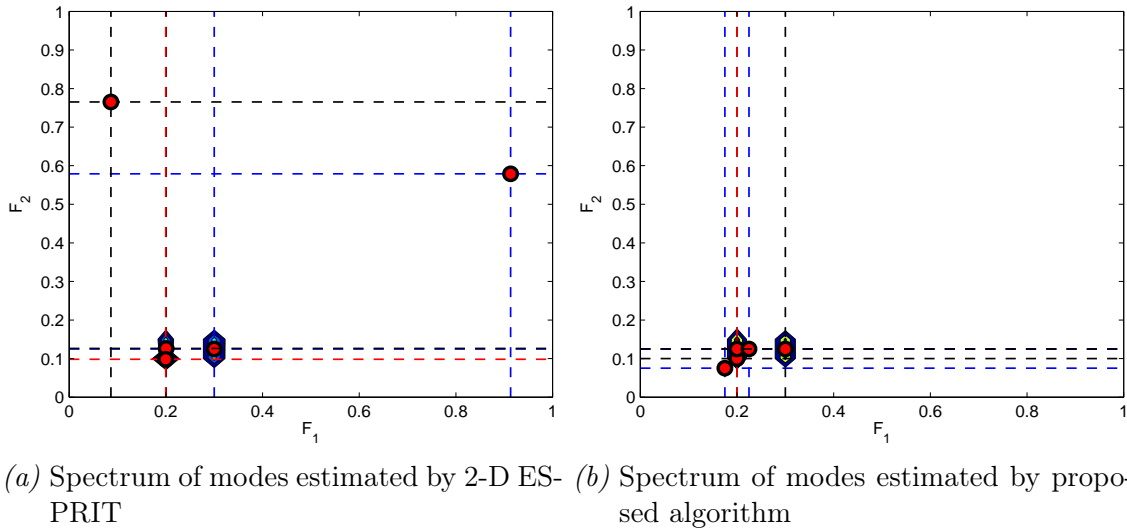 1
0.9
0.8
0.7
0.6
0.5
0.4
0.3
0.2
0.1
0
F2
0 0.2 0.4 0.6 0.8 1
F1
1
0.9
0.8
0.7
0.6
0.5
0.4
0.3
0.2
0.1
0
F2
0 0.2 0.4 0.6 0.8 1
F1
(a) Spectrum of modes estimated by 2-D ES-
PRIT
(b) Spectrum of modes estimated by propo-
sed algorithm